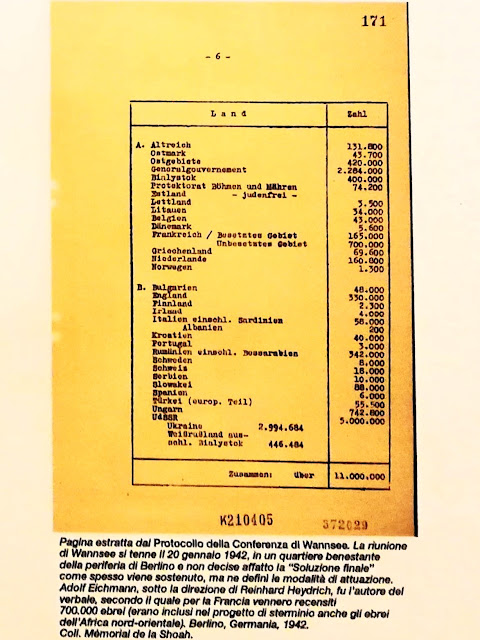 171
- 6 -
Land Zahl
A. Altreich 131.800
Ostmark 43.700
Ostgebiete 420.000
Generalgouvernement 2.284.000
Bialystok 400.000
Protektorat Böhmen und Mähren 74.200
Estland - judenfrei -
Lettland 3.500
Litauen 34.000
Belgien 43.000
Dänemark 5.600
Frankreich / Besetztes Gebiet 165.000
Unbesetztes Gebiet 700.000
Griechenland 69.600
Niederlande 160.800
Norwegen 1.300
B. Bulgarien 48.000
England 330.000
Finnland 2.300
Irland 4.000
Italien einschl. Sardinien 58.000
Albanien 200
Kroatien 40.000
Portugal 3.000
Rumänien einschl. Bessarabien 342.000
Schweden 8.000
Schweiz 18.000
Serbien 10.000
Slowakei 88.000
Spanien 6.000
Türkei (europ. Teil) 55.500
Ungarn 742.800
UdSSR 5.000.000
Ukraine 2.994.684
Weißrußland aus-
schl. Bialystok 446.484
Zusammen: über 11.000.000
K210405 372029
Pagina estratta dal Protocollo della Conferenza di Wannsee. La riunione
di Wannsee si tenne il 20 gennaio 1942, in un quartiere benestante
della periferia di Berlino e non decise affatto la "Soluzione finale"
come spesso viene sostenuto, ma ne definì le modalità di attuazione.
Adolf Eichmann, sotto la direzione di Reinhard Heydrich, fu l'autore del
verbale, secondo il quale per la Francia vennero recensiti
700.000 ebrei (erano inclusi nel progetto di sterminio anche gli ebrei
dell'Africa nord-orientale). Berlino, Germania, 1942.
Coll. Mémorial de la Shoah.